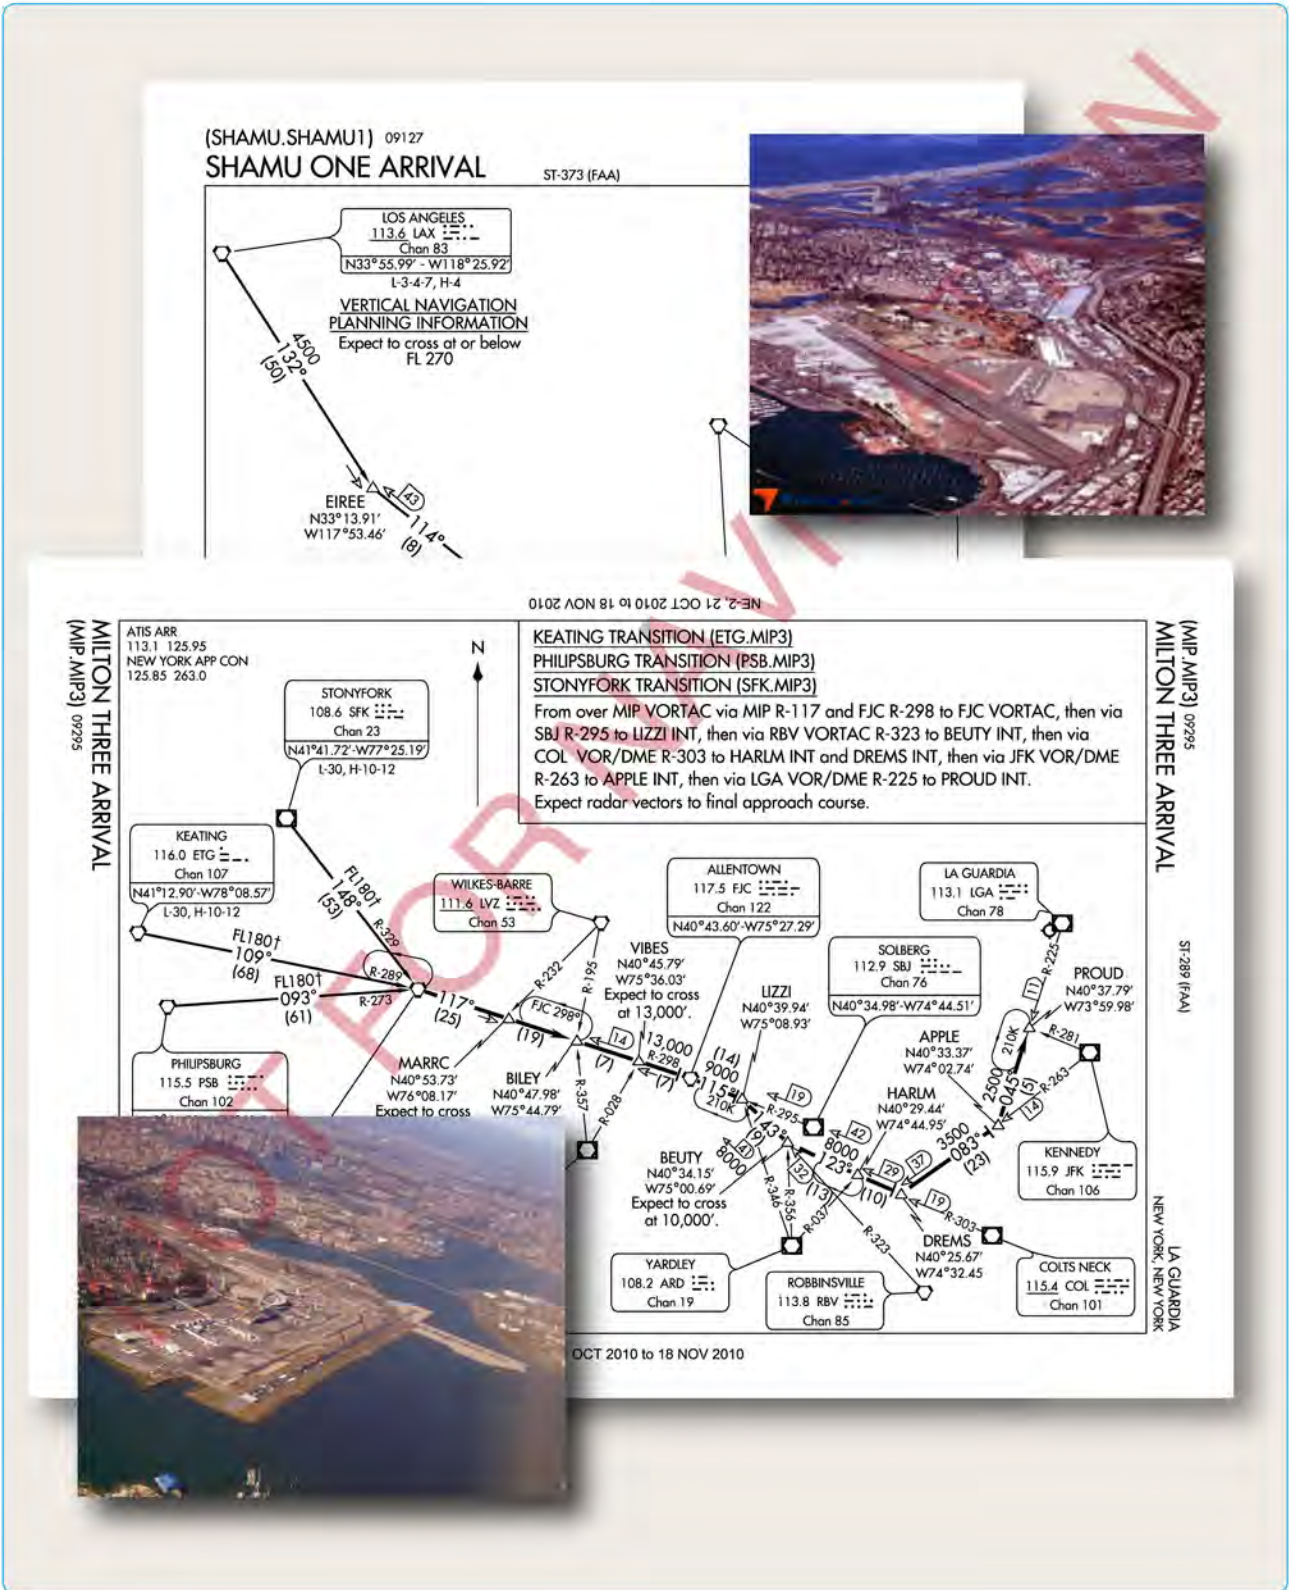 (SHAMU.SHAMU1) 09127
SHAMU ONE ARRIVAL
ST-373 (FAA)
LOS ANGELES
113.6 LAX
Chan 83
N33°55.99' - W118°25.92'
L-3-4-7, H-4
VERTICAL NAVIGATION
PLANNING INFORMATION
Expect to cross at or below
FL 270
4500
132°
(50)
EIREE
N33°13.91'
W117°53.46'
43
114°
(8)
NE-2, 21 OCT 2010 to 18 NOV 2010
(MIP.MIP3) 09295
MILTON THREE ARRIVAL
ATIS ARR
113.1 125.95
NEW YORK APP CON
125.85 263.0
N
KEATING TRANSITION (ETG.MIP3)
PHILIPSBURG TRANSITION (PSB.MIP3)
STONYFORK TRANSITION (SFK.MIP3)
From over MIP VORTAC via MIP R-117 and FJC R-298 to FJC VORTAC, then via
SBJ R-295 to LIZZI INT, then via RBV VORTAC R-323 to BEUTY INT, then via
COL VOR/DME R-303 to HARLM INT and DREMS INT, then via JFK VOR/DME
R-263 to APPLE INT, then via LGA VOR/DME R-225 to PROUD INT.
Expect radar vectors to final approach course.
(MIP.MIP3) 09295
MILTON THREE ARRIVAL
ST-289 (FAA)
LA GUARDIA
NEW YORK, NEW YORK
STONYFORK
108.6 SFK
Chan 23
N41°41.72'-W77°25.19'
L-30, H-10-12
KEATING
116.0 ETG
Chan 107
N41°12.90'-W78°08.57'
L-30, H-10-12
FL180†
148°
(53)
R-329
FL180†
109°
(68)
R-289
FL180†
093°
(61)
R-273
PHILIPSBURG
115.5 PSB
Chan 102
WILKES-BARRE
111.6 LVZ
Chan 53
R-232
R-195
117°
(25)
FJC 298°
(19)
MARRC
N40°53.73'
W76°08.17'
Expect to cross
BILEY
N40°47.98'
W75°44.79'
14
(7)
R-357
R-028
VIBES
N40°45.79'
W75°36.03'
Expect to cross
at 13,000'.
13,000
R-298
(7)
ALLENTOWN
117.5 FJC
Chan 122
N40°43.60'-W75°27.29'
(14)
9000
115°
210K
LIZZI
N40°39.94'
W75°08.93'
19
R-295
SOLBERG
112.9 SBJ
Chan 76
N40°34.98'-W74°44.51'
143°
(9)
41
8000
BEUTY
N40°34.15'
W75°00.69'
Expect to cross
at 10,000'.
42
8000
123°
(13)
32
R-346
R-356
R-037
R-323
YARDLEY
108.2 ARD
Chan 19
ROBBINSVILLE
113.8 RBV
Chan 85
HARLM
N40°29.44'
W74°44.95'
29
(10)
37
DREMS
N40°25.67'
W74°32.45
19
R-303
COLTS NECK
115.4 COL
Chan 101
3500
083°
(23)
APPLE
N40°33.37'
W74°02.74'
2500
045°
(5)
210K
14
R-263
R-281
KENNEDY
115.9 JFK
Chan 106
PROUD
N40°37.79'
W73°59.98'
11
R-225
LA GUARDIA
113.1 LGA
Chan 78
OCT 2010 to 18 NOV 2010